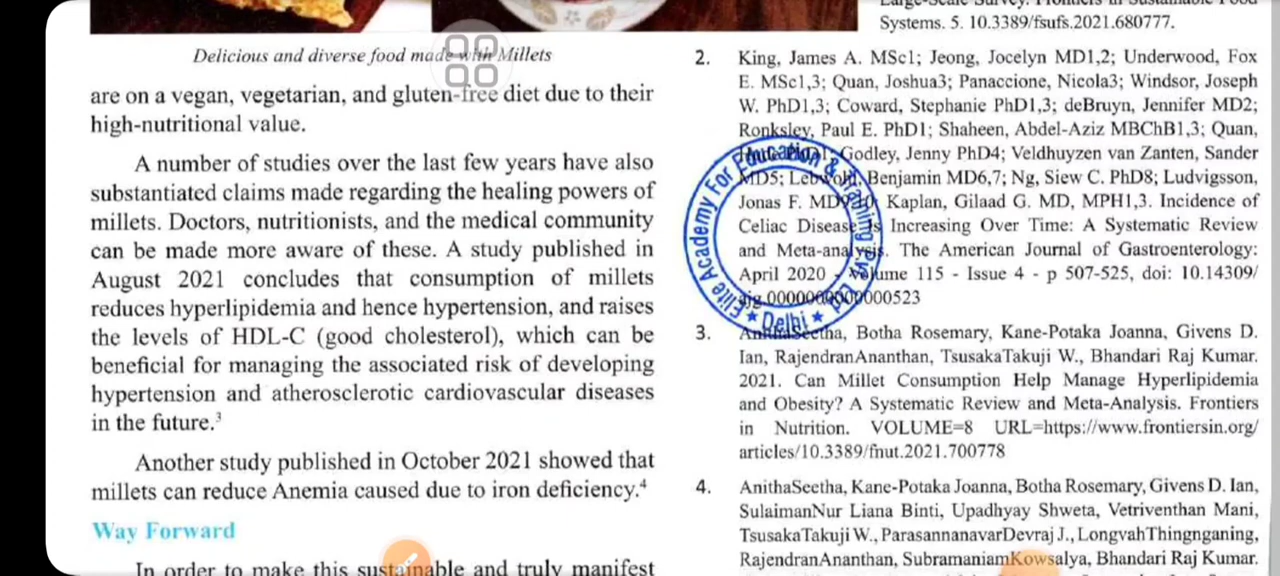 Delicious and diverse food made with Millets
are on a vegan, vegetarian, and gluten-free diet due to their
high-nutritional value.
A number of studies over the last few years have also
substantiated claims made regarding the healing powers of
millets. Doctors, nutritionists, and the medical community
can be made more aware of these. A study published in
August 2021 concludes that consumption of millets
reduces hyperlipidemia and hence hypertension, and raises
the levels of HDL-C (good cholesterol), which can be
beneficial for managing the associated risk of developing
hypertension and atherosclerotic cardiovascular diseases
in the future.³
Another study published in October 2021 showed that
millets can reduce Anemia caused due to iron deficiency.⁴
Way Forward
In order to make this sustainable and truly manifest
Systems. 5. 10.3389/fsufs.2021.680777.
2. King, James A. MSc1; Jeong, Jocelyn MD1,2; Underwood, Fox
E. MSc1,3; Quan, Joshua3; Panaccione, Nicola3; Windsor, Joseph
W. PhD1,3; Coward, Stephanie PhD1,3; deBruyn, Jennifer MD2;
Ronksley, Paul E. PhD1; Shaheen, Abdel-Aziz MBChB1,3; Quan,
Godley, Jenny PhD4; Veldhuyzen van Zanten, Sander
MD5; Benjamin MD6,7; Ng, Siew C. PhD8; Ludvigsson,
Jonas F. Kaplan, Gilaad G. MD, MPH1,3. Incidence of
Celiac Disease Is Increasing Over Time: A Systematic Review
and Meta-analysis. The American Journal of Gastroenterology:
April 2020 - Volume 115 - Issue 4 - p 507-525, doi: 10.14309/
ajg.0000000000000523
3. AnithaSeetha, Botha Rosemary, Kane-Potaka Joanna, Givens D.
Ian, RajendranAnanthan, TsusakaTakuji W., Bhandari Raj Kumar.
2021. Can Millet Consumption Help Manage Hyperlipidemia
and Obesity? A Systematic Review and Meta-Analysis. Frontiers
in Nutrition. VOLUME=8 URL=https://www.frontiersin.org/
articles/10.3389/fnut.2021.700778
4. AnithaSeetha, Kane-Potaka Joanna, Botha Rosemary, Givens D. Ian,
SulaimanNur Liana Binti, Upadhyay Shweta, Vetriventhan Mani,
TsusakaTakuji W., ParasannanavarDevraj J., LongvahThingnganing,
RajendranAnanthan, SubramaniamKowsalya, Bhandari Raj Kumar.
Elite Academy For Education & Training Pvt. Ltd.
★ Delhi ★